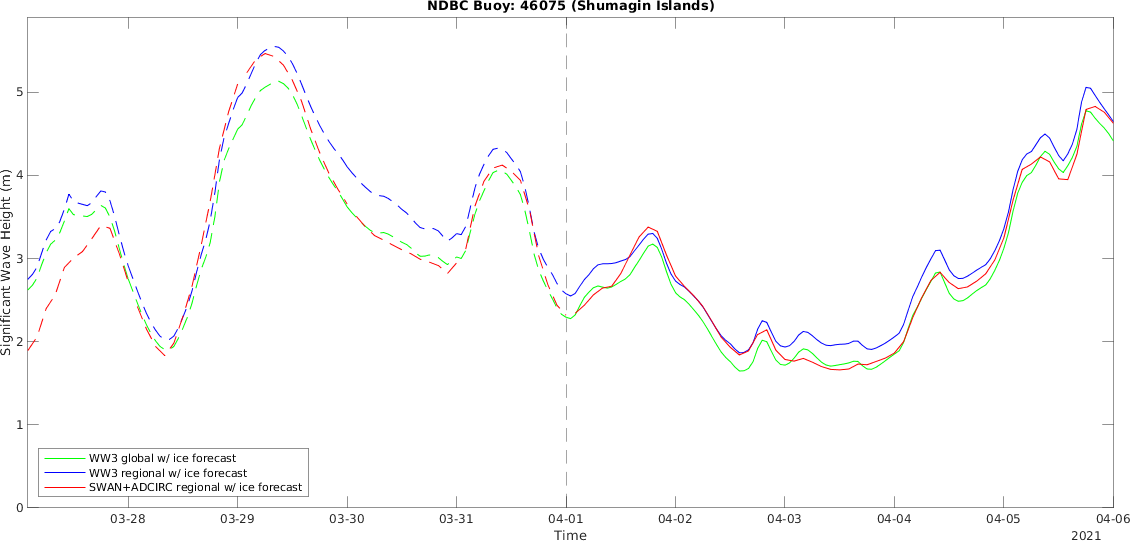 NDBC Buoy: 46075 (Shumagin Islands)
Significant Wave Height (m)
5
4
3
2
1
0
WW3 global w/ ice forecast
WW3 regional w/ ice forecast
SWAN+ADCIRC regional w/ ice forecast
03-28 03-29 03-30 03-31 04-01 04-02 04-03 04-04 04-05 04-06
Time
2021